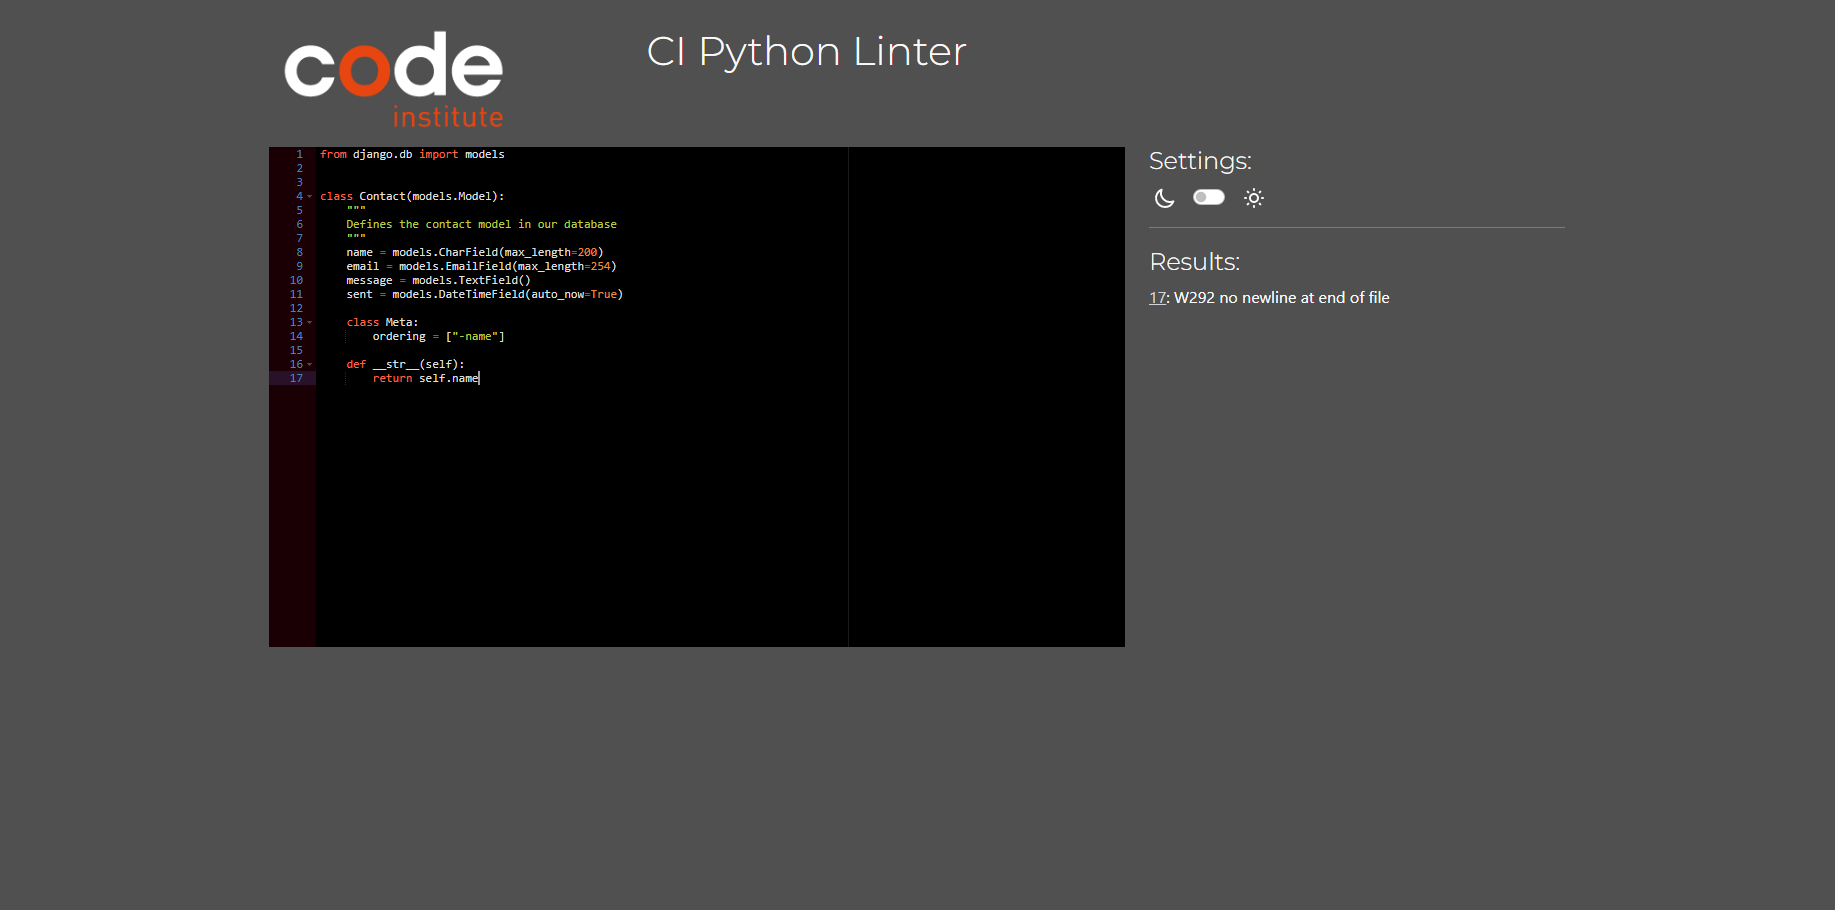 code
institute
CI Python Linter
1 from django.db import models
2
3
4 class Contact(models.Model):
5     """
6     Defines the contact model in our database
7     """
8     name = models.CharField(max_length=200)
9     email = models.EmailField(max_length=254)
10     message = models.TextField()
11     sent = models.DateTimeField(auto_now=True)
12
13     class Meta:
14         ordering = ["-name"]
15
16     def __str__(self):
17         return self.name
Settings:
Results:
17: W292 no newline at end of file